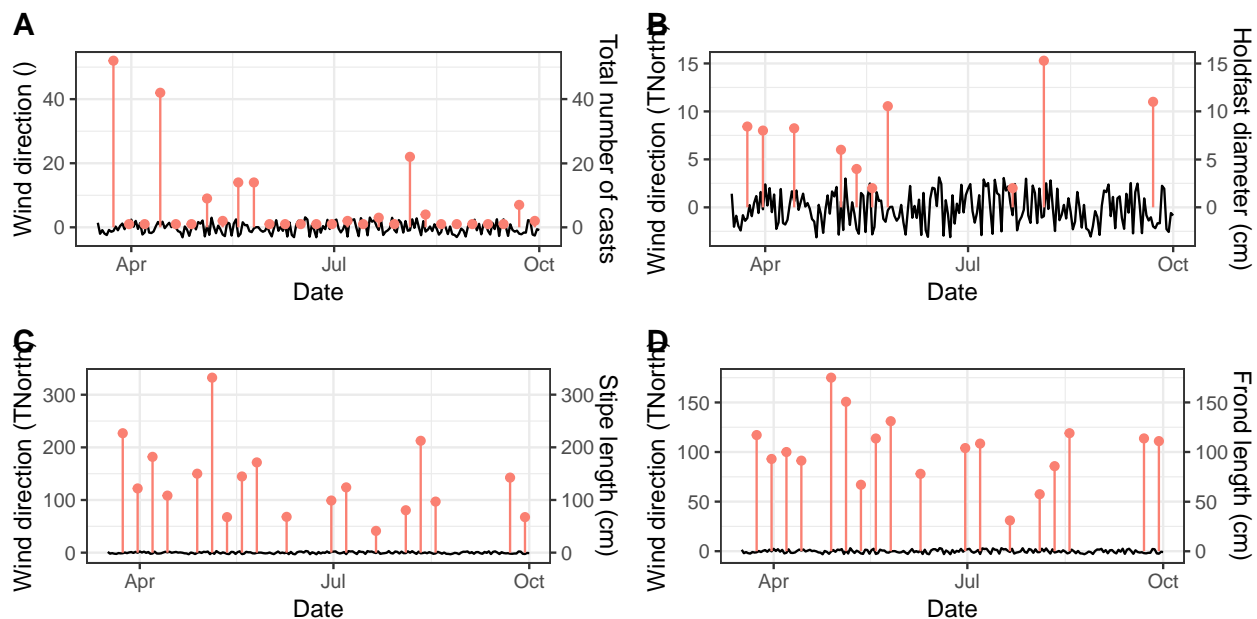 A
Wind direction ()
40
20
0
40
20
0
Total number of casts
Apr
Jul
Oct
Date
B
Wind direction (TNorth)
15
10
5
0
15
10
5
0
Holdfast diameter (cm)
Apr
Jul
Oct
Date
C
Wind direction (TNorth)
300
200
100
0
300
200
100
0
Stipe length (cm)
Apr
Jul
Oct
Date
D
Wind direction (TNorth)
150
100
50
0
150
100
50
0
Frond length (cm)
Apr
Jul
Oct
Date